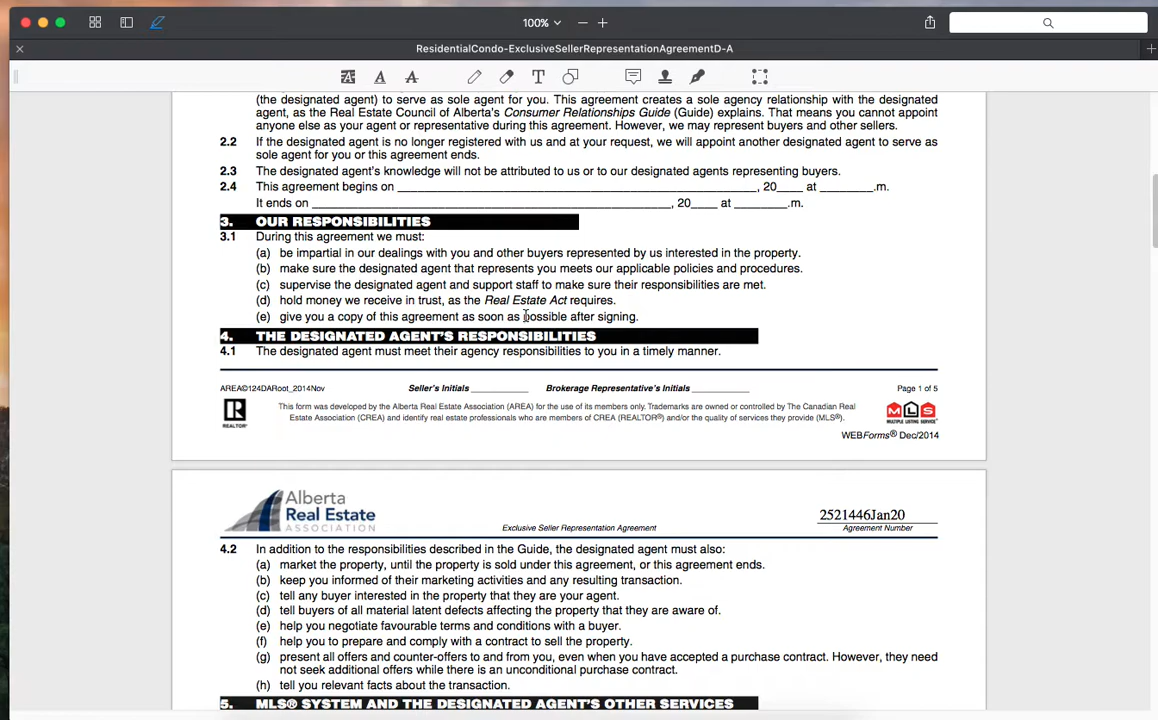 100%
ResidentialCondo-ExclusiveSellerRepresentationAgreementD-A
(the designated agent) to serve as sole agent for you. This agreement creates a sole agency relationship with the designated
agent, as the Real Estate Council of Alberta's Consumer Relationships Guide (Guide) explains. That means you cannot appoint
anyone else as your agent or representative during this agreement. However, we may represent buyers and other sellers.
2.2 If the designated agent is no longer registered with us and at your request, we will appoint another designated agent to serve as
sole agent for you or this agreement ends.
2.3 The designated agent's knowledge will not be attributed to us or to our designated agents representing buyers.
2.4 This agreement begins on ____, 20____ at ________.m.
It ends on ____, 20____ at ________.m.
3. OUR RESPONSIBILITIES
3.1 During this agreement we must:
(a) be impartial in our dealings with you and other buyers represented by us interested in the property.
(b) make sure the designated agent that represents you meets our applicable policies and procedures.
(c) supervise the designated agent and support staff to make sure their responsibilities are met.
(d) hold money we receive in trust, as the Real Estate Act requires.
(e) give you a copy of this agreement as soon as possible after signing.
4. THE DESIGNATED AGENT'S RESPONSIBILITIES
4.1 The designated agent must meet their agency responsibilities to you in a timely manner.
AREA©124DARoot_2014Nov Seller's Initials ____________ Brokerage Representative's Initials ____________ Page 1 of 5
This form was developed by the Alberta Real Estate Association (AREA) for the use of its members only. Trademarks are owned or controlled by The Canadian Real
Estate Association (CREA) and identify real estate professionals who are members of CREA (REALTOR®) and/or the quality of services they provide (MLS®).
R
REALTOR®
MLS
MULTIPLE LISTING SERVICE®
WEBForms® Dec/2014
Alberta
Real Estate
ASSOCIATION
Exclusive Seller Representation Agreement
2521446Jan20
Agreement Number
4.2 In addition to the responsibilities described in the Guide, the designated agent must also:
(a) market the property, until the property is sold under this agreement, or this agreement ends.
(b) keep you informed of their marketing activities and any resulting transaction.
(c) tell any buyer interested in the property that they are your agent.
(d) tell buyers of all material latent defects affecting the property that they are aware of.
(e) help you negotiate favourable terms and conditions with a buyer.
(f) help you to prepare and comply with a contract to sell the property.
(g) present all offers and counter-offers to and from you, even when you have accepted a purchase contract. However, they need
not seek additional offers while there is an unconditional purchase contract.
(h) tell you relevant facts about the transaction.
5. MLS® SYSTEM AND THE DESIGNATED AGENT'S OTHER SERVICES